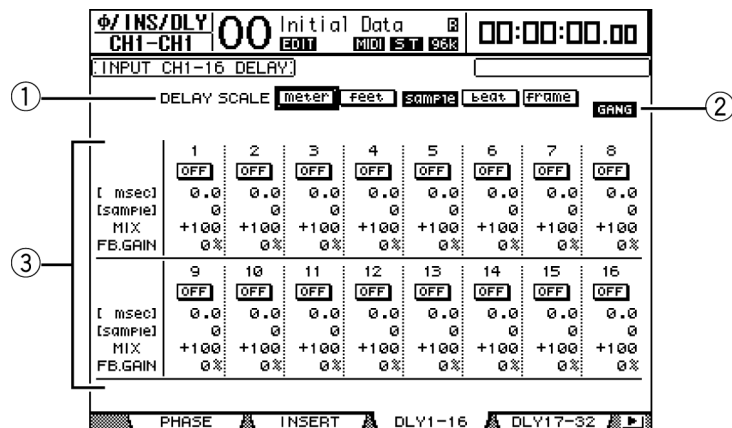 φ/INS/DLY 00 Initial Data R 00:00:00.00
CH1-CH1 EDIT MIDI ST 96K
INPUT CH1-16 DELAY
① DELAY SCALE meter feet sample beat frame
GANG ②
③
1 2 3 4 5 6 7 8
OFF OFF OFF OFF OFF OFF OFF OFF
[ msec] 0.0 0.0 0.0 0.0 0.0 0.0 0.0 0.0
[sample] 0 0 0 0 0 0 0 0
MIX +100 +100 +100 +100 +100 +100 +100 +100
FB.GAIN 0% 0% 0% 0% 0% 0% 0% 0%
9 10 11 12 13 14 15 16
OFF OFF OFF OFF OFF OFF OFF OFF
[ msec] 0.0 0.0 0.0 0.0 0.0 0.0 0.0 0.0
[sample] 0 0 0 0 0 0 0 0
MIX +100 +100 +100 +100 +100 +100 +100 +100
FB.GAIN 0% 0% 0% 0% 0% 0% 0% 0%
PHASE INSERT DLY1-16 DLY17-32